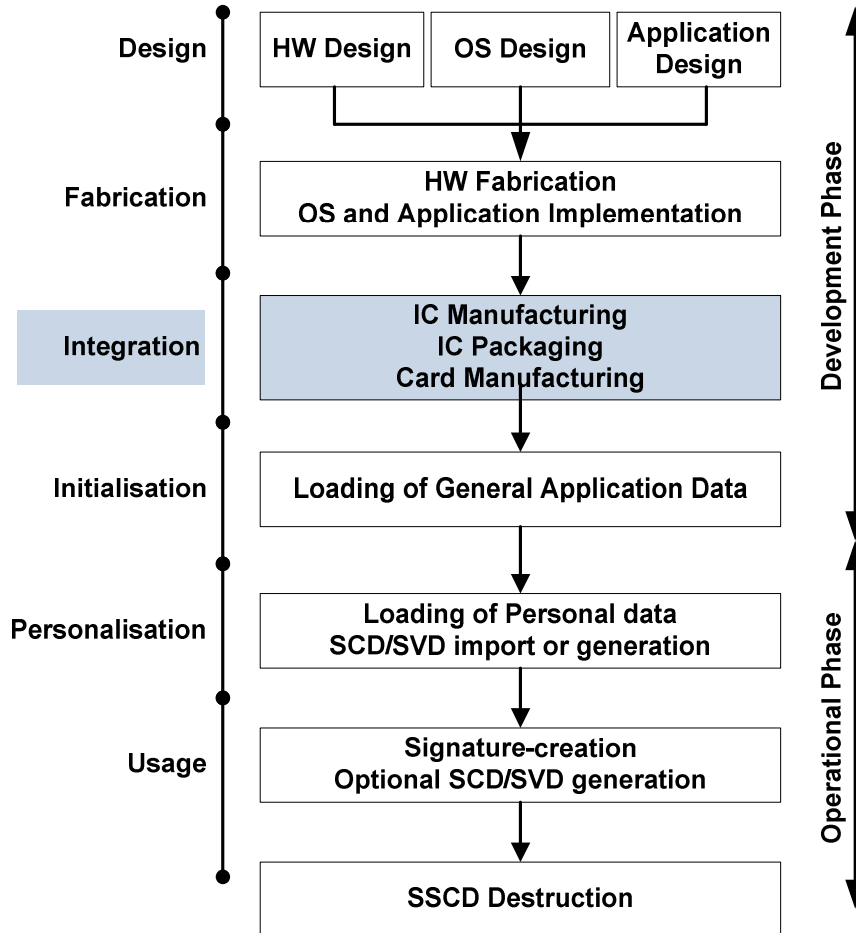 Design
HW Design
OS Design
Application
Design
Fabrication
HW Fabrication
OS and Application Implementation
Integration
IC Manufacturing
IC Packaging
Card Manufacturing
Initialisation
Loading of General Application Data
Personalisation
Loading of Personal data
SCD/SVD import or generation
Usage
Signature-creation
Optional SCD/SVD generation
SSCD Destruction
Development Phase
Operational Phase